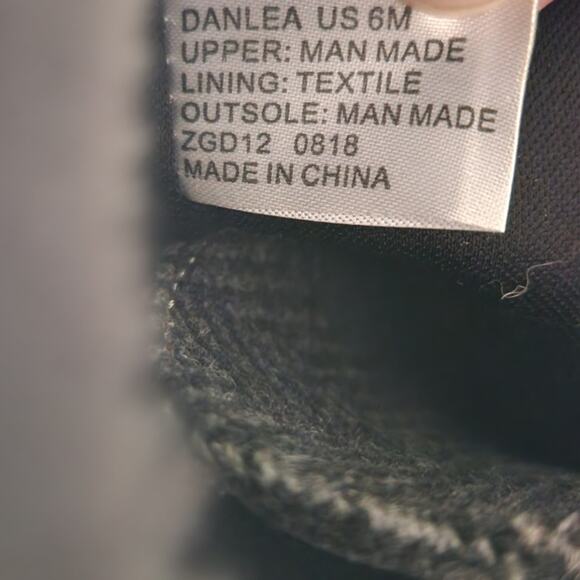 DANLEA US 6M
UPPER: MAN MADE
LINING: TEXTILE
OUTSOLE: MAN MADE
ZGD12 0818
MADE IN CHINA